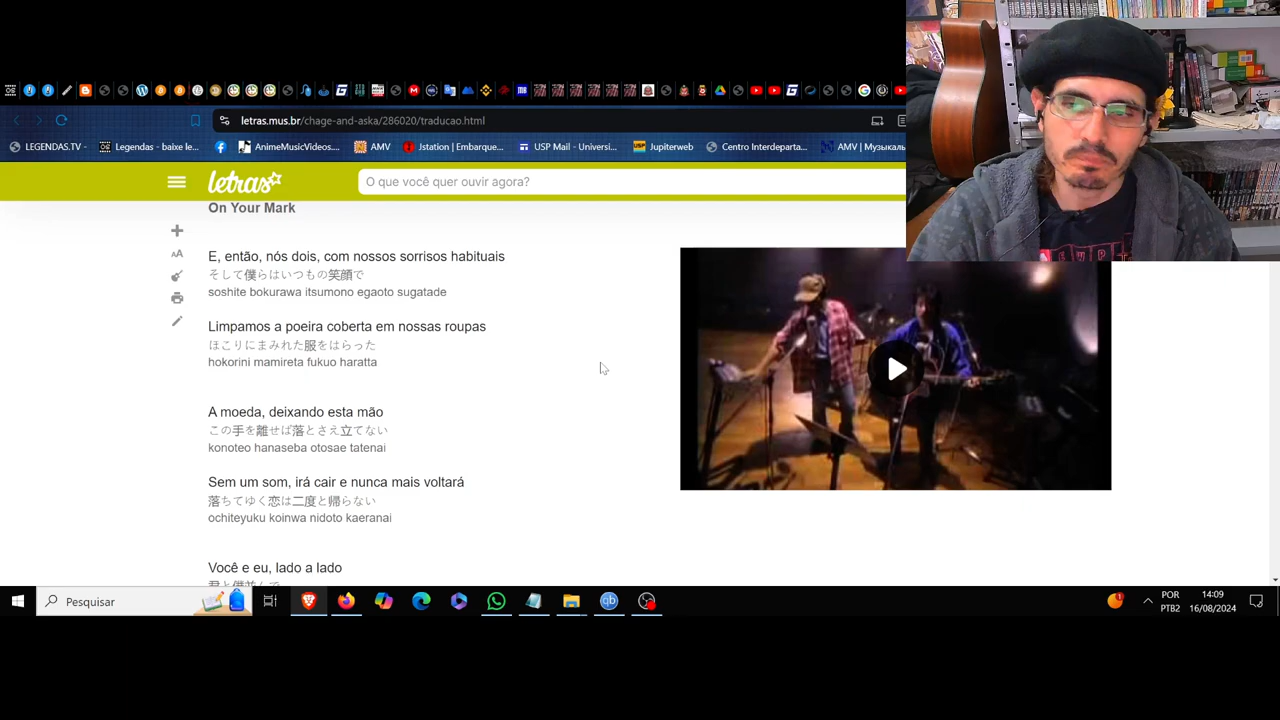 letras.mus.br/chage-and-aska/286020/traducao.html
LEGENDAS.TV -
Legendas - baixe le...
AnimeMusicVideos...
AMV
Jstation | Embarque...
USP Mail - Universi...
Jupiterweb
Centro Interdeparta...
AMV | Музыкаль
letras
O que você quer ouvir agora?
On Your Mark
AA
E, então, nós dois, com nossos sorrisos habituais
そして僕らはいつもの笑顔で
soshite bokurawa itsumono egaoto sugatade
Limpamos a poeira coberta em nossas roupas
ほこりにまみれた服をはらった
hokorini mamireta fukuo haratta
A moeda, deixando esta mão
この手を離せば落とさえ立てない
konoteo hanaseba otosae tatenai
Sem um som, irá cair e nunca mais voltará
落ちてゆく恋は二度と帰らない
ochiteyuku koinwa nidoto kaeranai
Você e eu, lado a lado
君と僕並んで
Pesquisar
POR
PTB2
14:09
16/08/2024